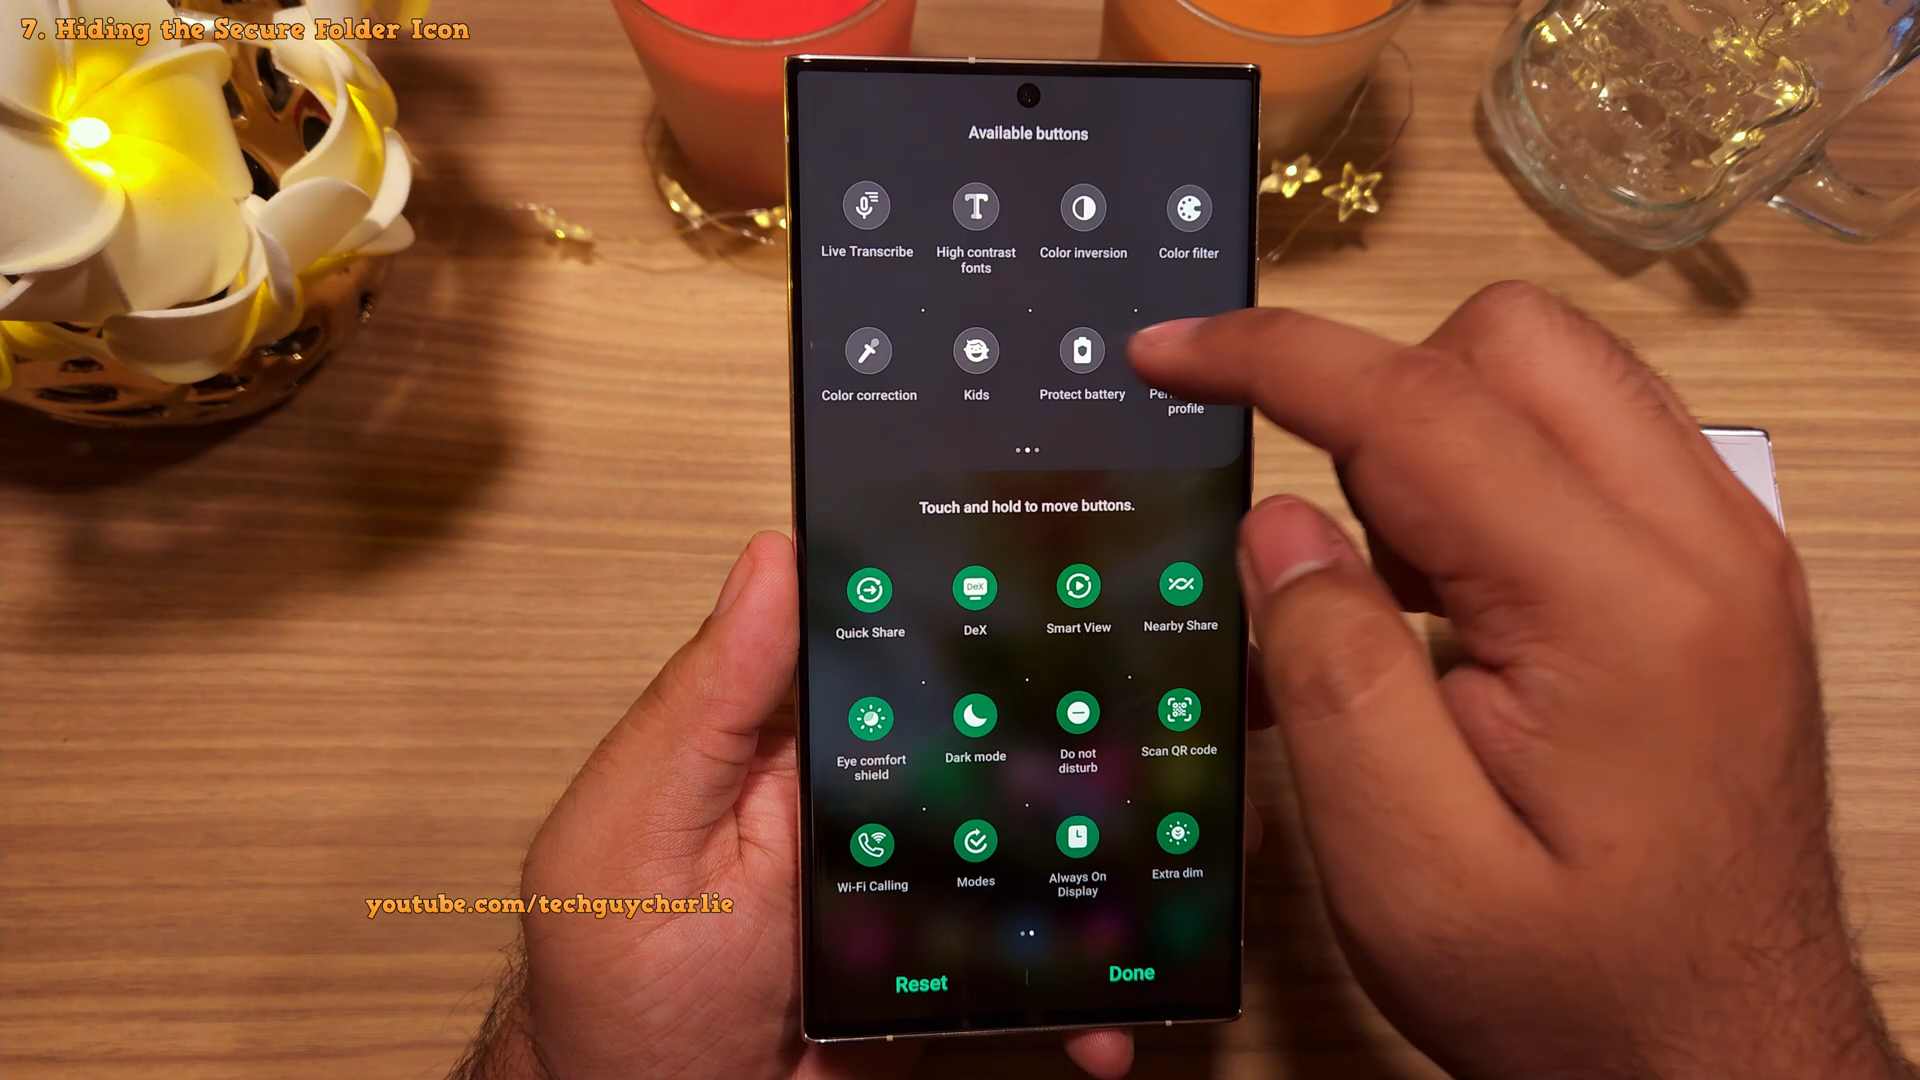 7. Hiding the Secure Folder Icon
Available buttons
Live Transcribe
High contrast
fonts
Color inversion
Color filter
Color correction
Kids
Protect battery
profile
Touch and hold to move buttons.
Quick Share
DeX
DeX
Smart View
Nearby Share
Eye comfort
shield
Dark mode
Do not
disturb
Scan QR code
Wi-Fi Calling
Modes
Always On
Display
Extra dim
youtube.com/techguycharlie
Reset
Done